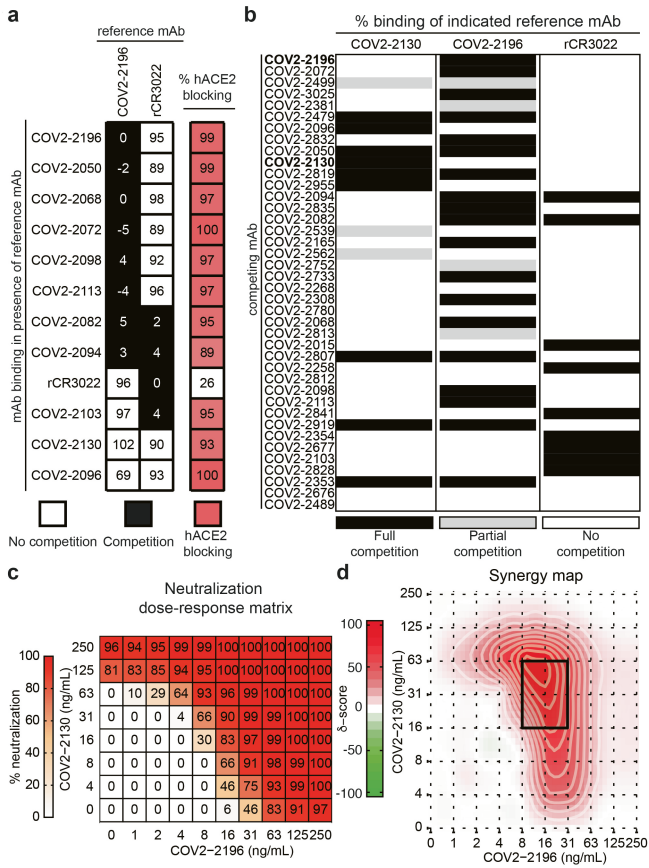 a
reference mAb
COV2-2196
rCR3022
% hACE2
blocking
mAb binding in presence of reference mAb
COV2-2196 0 95 99
COV2-2050 -2 89 99
COV2-2068 0 98 97
COV2-2072 -5 89 100
COV2-2098 4 92 97
COV2-2113 -4 96 97
COV2-2082 5 2 95
COV2-2094 3 4 89
rCR3022 96 0 26
COV2-2103 97 4 95
COV2-2130 102 90 93
COV2-2096 69 93 100
No competition
Competition
hACE2
blocking
b
% binding of indicated reference mAb
COV2-2130 COV2-2196 rCR3022
competing mAb
COV2-2196
COV2-2072
COV2-2499
COV2-3025
COV2-2381
COV2-2479
COV2-2096
COV2-2832
COV2-2050
COV2-2130
COV2-2819
COV2-2955
COV2-2094
COV2-2835
COV2-2082
COV2-2539
COV2-2165
COV2-2562
COV2-2752
COV2-2733
COV2-2268
COV2-2308
COV2-2780
COV2-2068
COV2-2813
COV2-2015
COV2-2807
COV2-2258
COV2-2812
COV2-2098
COV2-2113
COV2-2841
COV2-2919
COV2-2354
COV2-2677
COV2-2103
COV2-2828
COV2-2353
COV2-2676
COV2-2489
Full
competition
Partial
competition
No
competition
c
Neutralization
dose-response matrix
% neutralization
100
80
60
40
20
0
COV2−2130 (ng/mL)
250 96 94 95 99 99 100 100 100 100 100
125 81 83 85 94 95 100 100 100 100 100
63 0 10 29 64 93 96 99 100 100 100
31 0 0 0 4 66 90 99 99 100 100
16 0 0 0 0 30 83 97 99 100 100
8 0 0 0 0 0 66 91 98 99 100
4 0 0 0 0 0 46 75 93 99 100
0 0 0 0 0 0 6 46 83 91 97
0 1 2 4 8 16 31 63 125 250
COV2−2196 (ng/mL)
d
Synergy map
δ-score
100
50
0
-50
-100
COV2−2130 (ng/mL)
250
125
63
31
16
8
4
0
0 1 2 4 8 16 31 63 125 250
COV2−2196 (ng/mL)